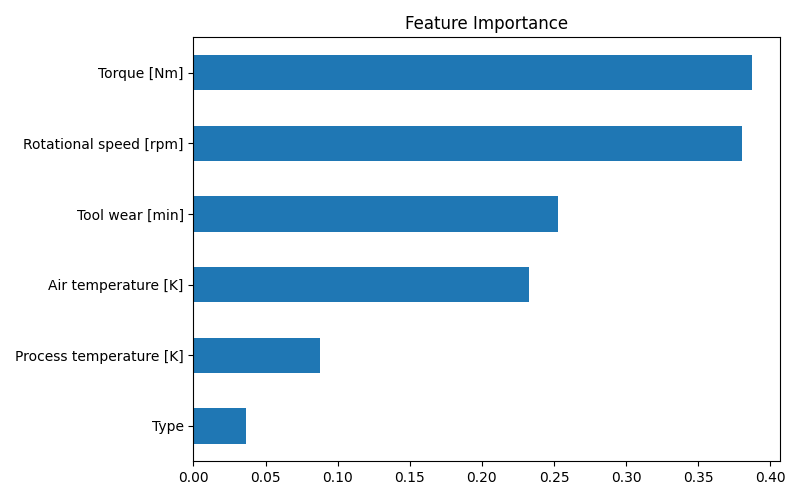 Feature Importance
Torque [Nm]
Rotational speed [rpm]
Tool wear [min]
Air temperature [K]
Process temperature [K]
Type
0.00 0.05 0.10 0.15 0.20 0.25 0.30 0.35 0.40